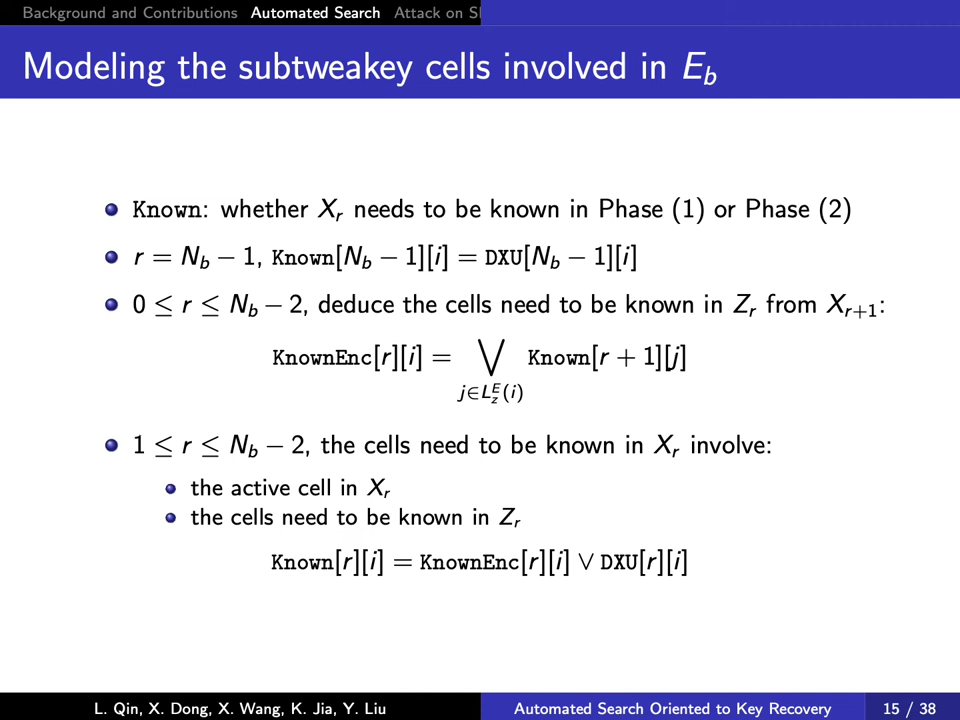 Background and Contributions Automated Search Attack on S
Modeling the subtweakey cells involved in E_b
Known: whether X_r needs to be known in Phase (1) or Phase (2)
r = N_b − 1, Known[N_b − 1][i] = DXU[N_b − 1][i]
0 ≤ r ≤ N_b − 2, deduce the cells need to be known in Z_r from X_{r+1}:
KnownEnc[r][i] = ⋁_{j∈L_z^E(i)} Known[r + 1][j]
1 ≤ r ≤ N_b − 2, the cells need to be known in X_r involve:
the active cell in X_r
the cells need to be known in Z_r
Known[r][i] = KnownEnc[r][i] ∨ DXU[r][i]
L. Qin, X. Dong, X. Wang, K. Jia, Y. Liu Automated Search Oriented to Key Recovery 15 / 38